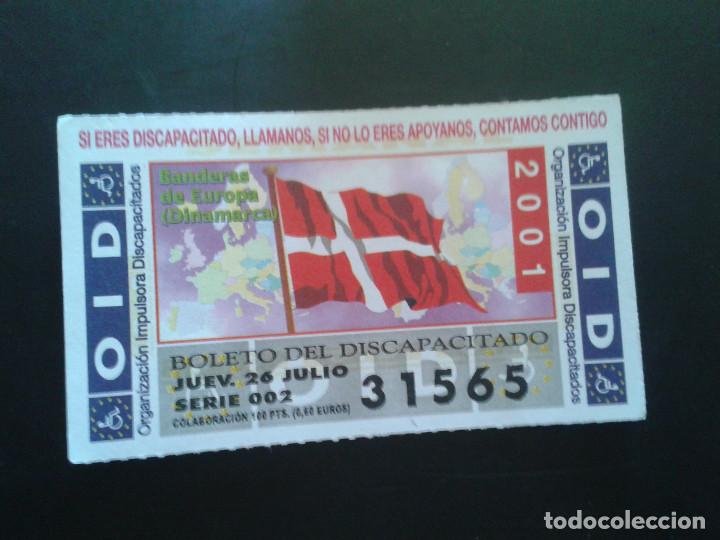 SI ERES DISCAPACITADO, LLAMANOS, SI NO LO ERES APOYANOS, CONTAMOS CONTIGO
OID
Organización Impulsora Discapacitados
Banderas
de Europa
(Dinamarca)
2001
Organización Impulsora Discapacitados
OID
BOLETO DEL DISCAPACITADO
JUEV. 26 JULIO
SERIE 002
31565
COLABORACIÓN 100 PTS. (0,60 EUROS)
OID
todocoleccion.net